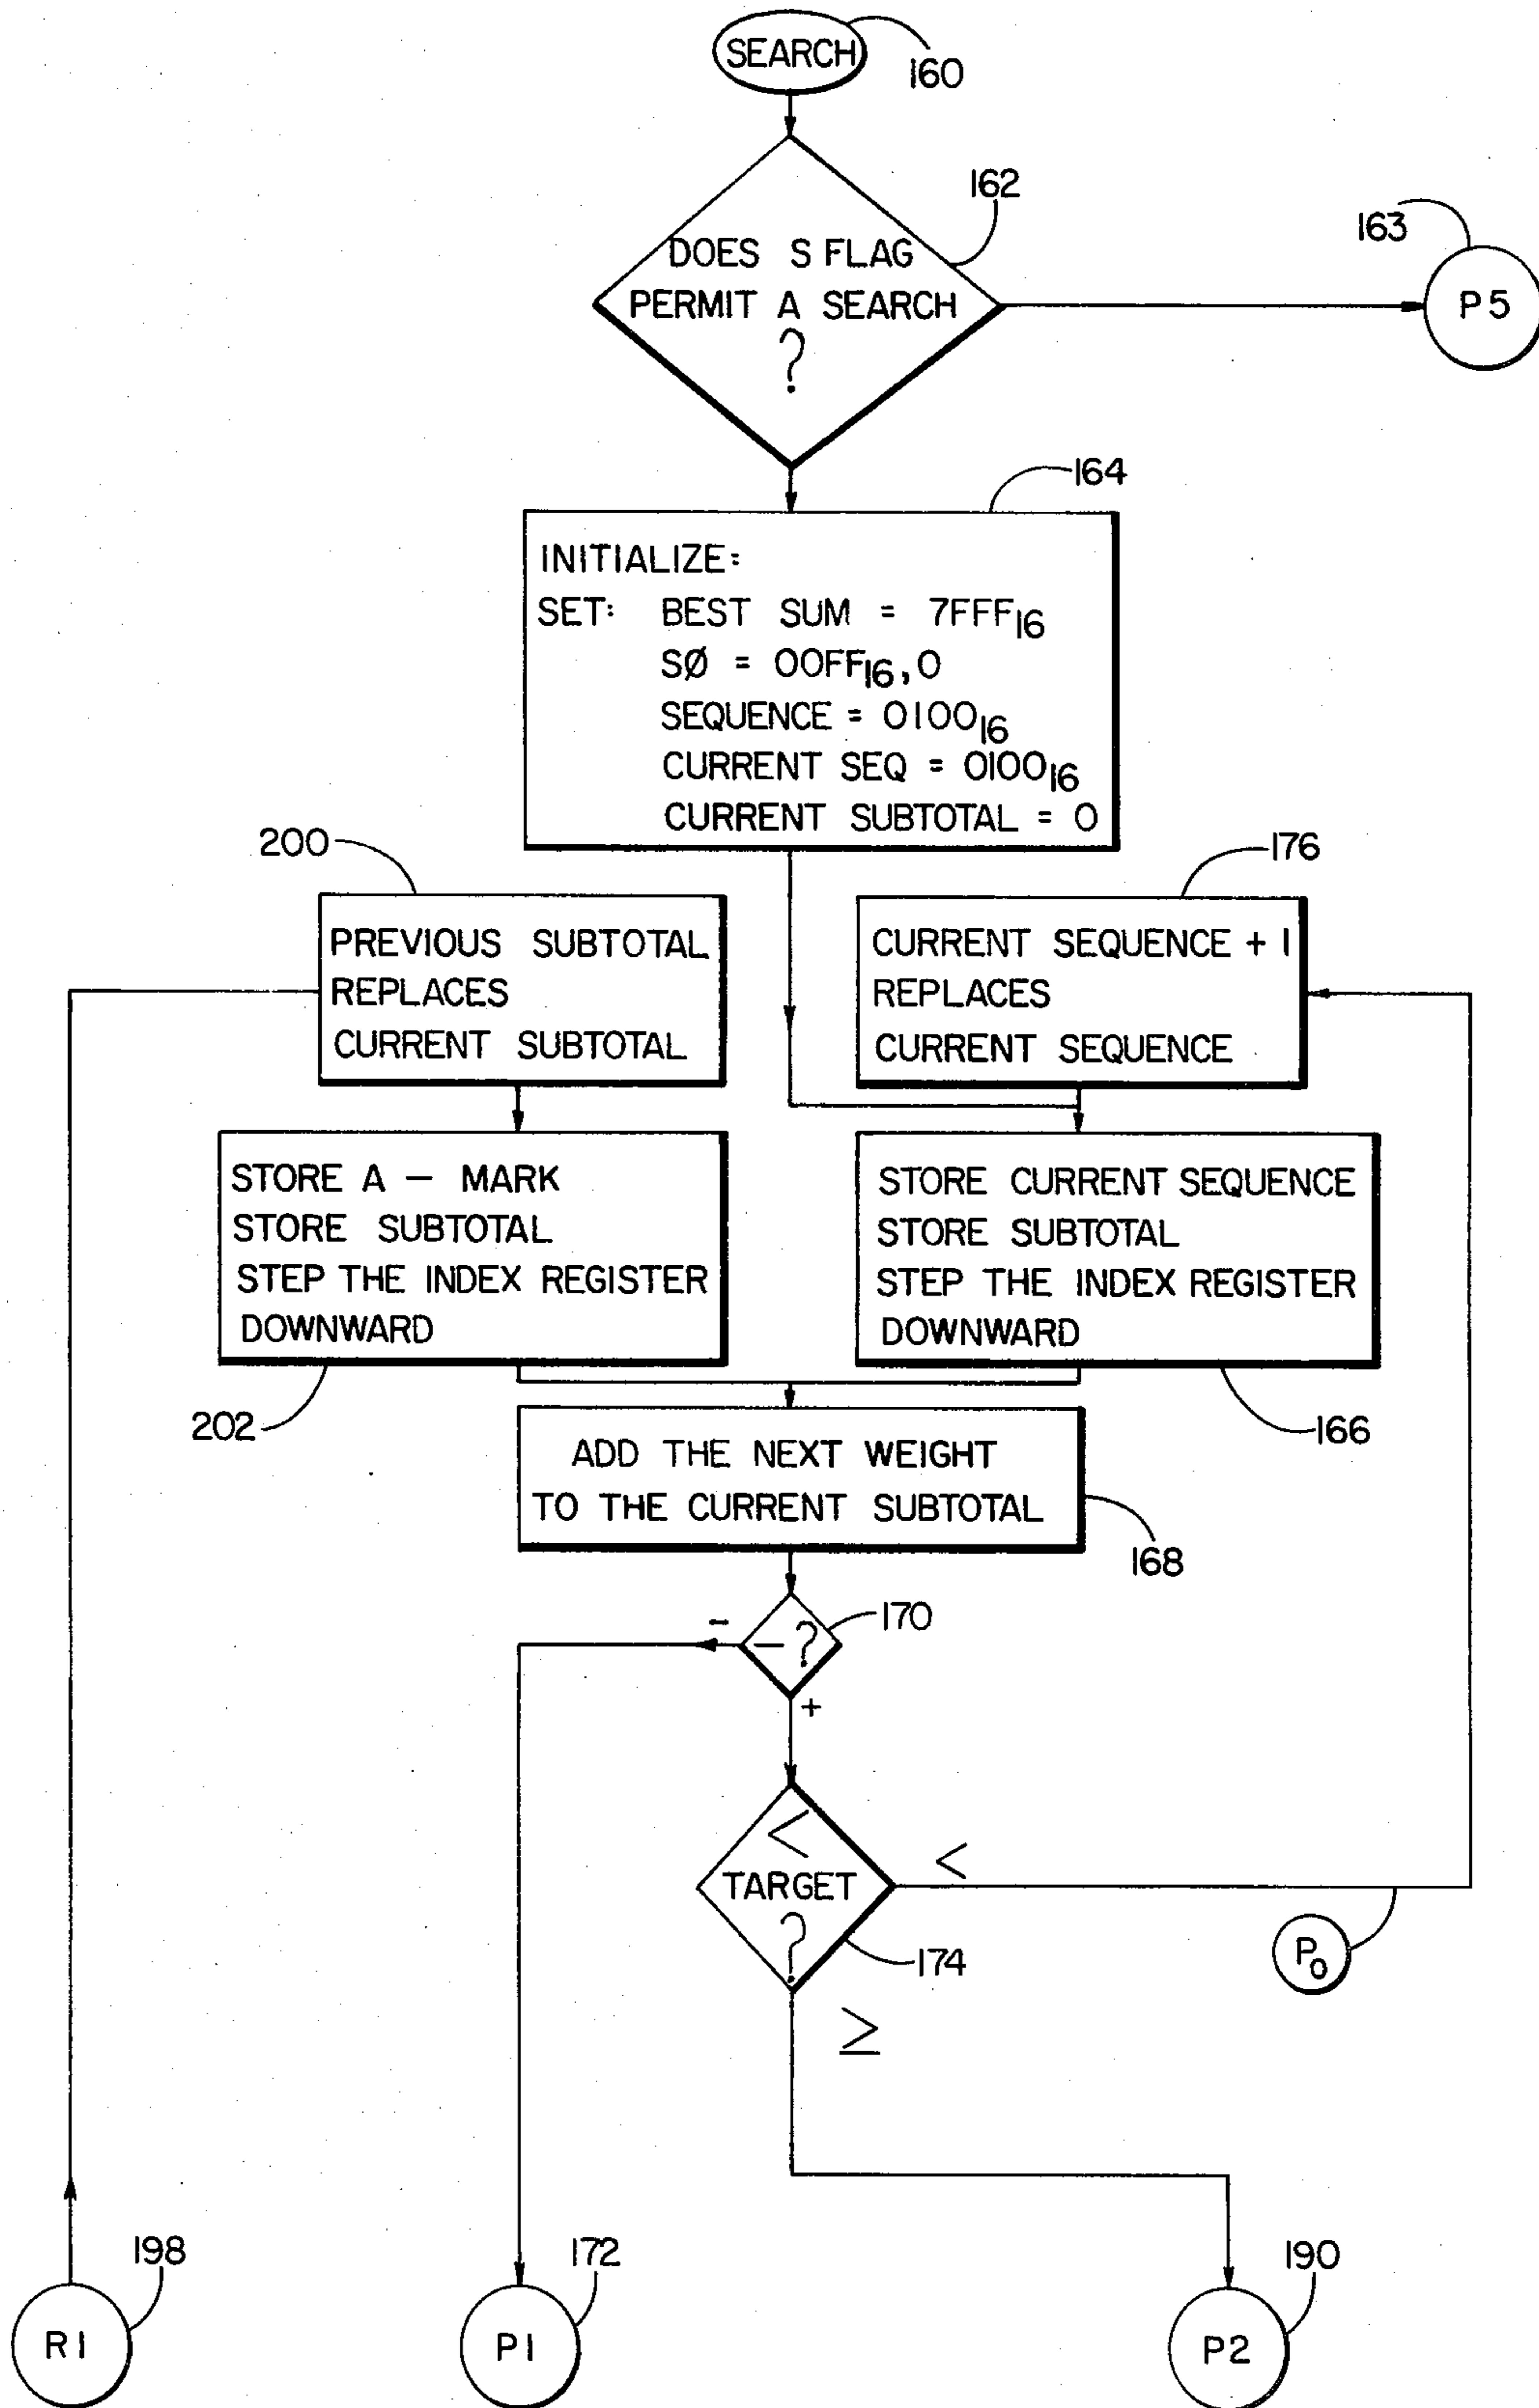 SEARCH
160
DOES S FLAG
PERMIT A SEARCH
?
162
163
P5
164
INITIALIZE:
SET: BEST SUM = 7FFF₁₆
SØ = 00FF₁₆,0
SEQUENCE = 0100₁₆
CURRENT SEQ = 0100₁₆
CURRENT SUBTOTAL = 0
200
PREVIOUS SUBTOTAL
REPLACES
CURRENT SUBTOTAL
176
CURRENT SEQUENCE + 1
REPLACES
CURRENT SEQUENCE
STORE A — MARK
STORE SUBTOTAL
STEP THE INDEX REGISTER
DOWNWARD
202
STORE CURRENT SEQUENCE
STORE SUBTOTAL
STEP THE INDEX REGISTER
DOWNWARD
166
ADD THE NEXT WEIGHT
TO THE CURRENT SUBTOTAL
168
-
— ?
170
+
<
TARGET
?
<
174
P₀
≥
R1
198
P1
172
P2
190